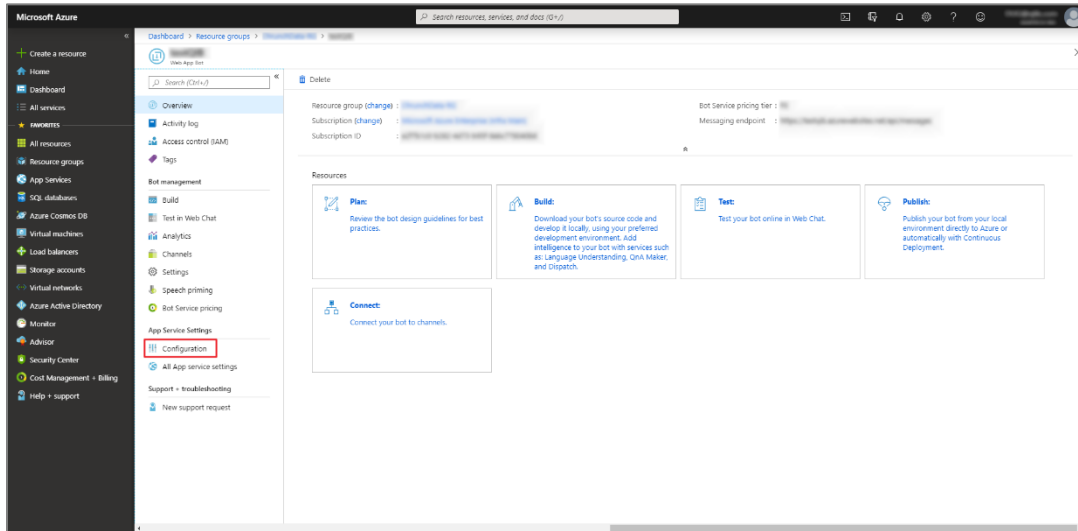 Microsoft Azure
Search resources, services, and docs (G+/)
Create a resource
Home
Dashboard
All services
FAVORITES
All resources
Resource groups
App Services
SQL databases
Azure Cosmos DB
Virtual machines
Load balancers
Storage accounts
Virtual networks
Azure Active Directory
Monitor
Advisor
Security Center
Cost Management + Billing
Help + support
Dashboard > Resource groups >
Web App Bot
Search (Ctrl+/)
Overview
Activity log
Access control (IAM)
Tags
Bot management
Build
Test in Web Chat
Analytics
Channels
Settings
Speech priming
Bot Service pricing
App Service Settings
Configuration
All App service settings
Support + troubleshooting
New support request
Delete
Resource group (change) :
Subscription (change) :
Subscription ID :
Bot Service pricing tier :
Messaging endpoint :
Resources
Plan:
Review the bot design guidelines for best
practices.
Build:
Download your bot's source code and
develop it locally, using your preferred
development environment. Add
intelligence to your bot with services such
as: Language Understanding, QnA Maker,
and Dispatch.
Test:
Test your bot online in Web Chat.
Publish:
Publish your bot from your local
environment directly to Azure or
automatically with Continuous
Deployment.
Connect:
Connect your bot to channels.